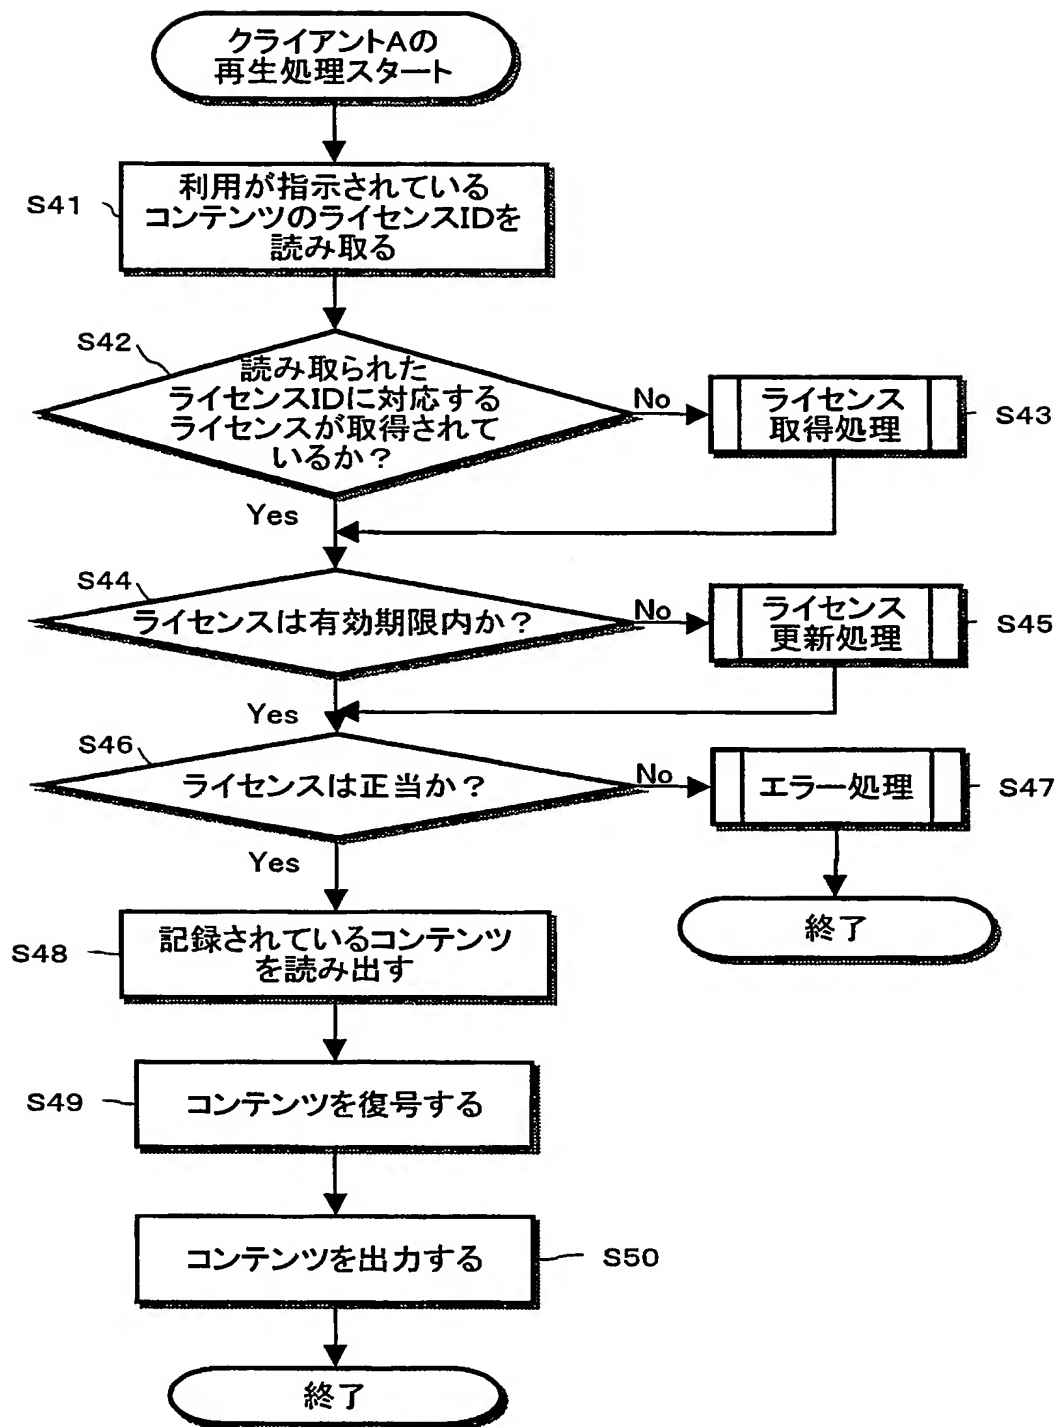 クライアントAの
再生処理スタート
S41
利用が指示されている
コンテンツのライセンスIDを
読み取る
S42
読み取られた
ライセンスIDに対応する
ライセンスが取得されて
いるか？
No
ライセンス
取得処理
S43
Yes
S44
ライセンスは有効期限内か？
No
ライセンス
更新処理
S45
Yes
S46
ライセンスは正当か？
No
エラー処理
S47
Yes
終了
S48
記録されているコンテンツ
を読み出す
S49
コンテンツを復号する
コンテンツを出力する
S50
終了